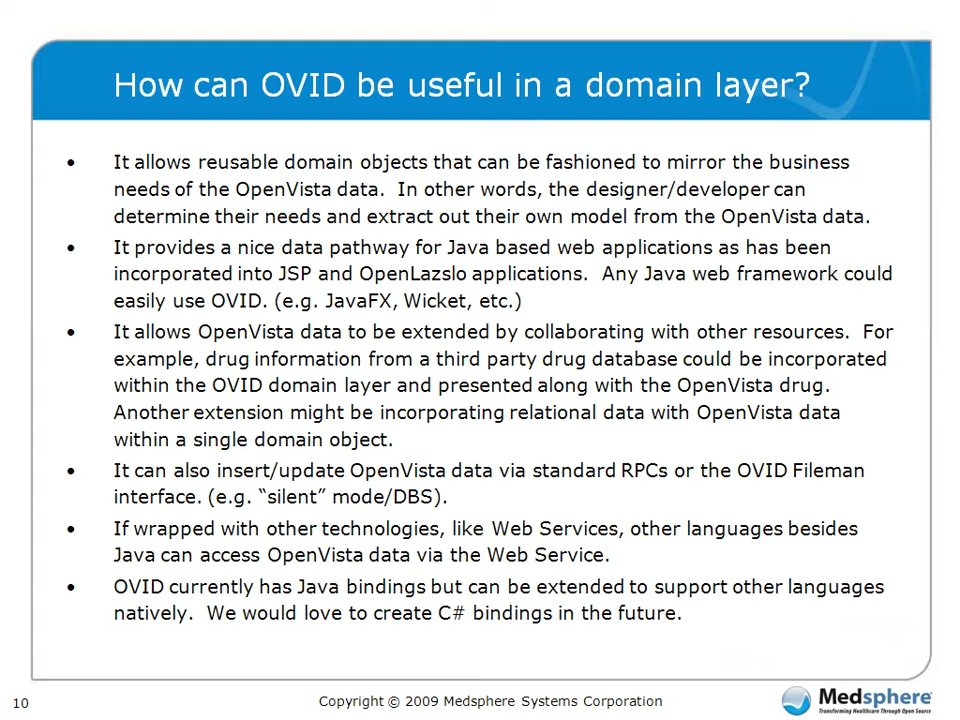 How can OVID be useful in a domain layer?
• It allows reusable domain objects that can be fashioned to mirror the business
needs of the OpenVista data.  In other words, the designer/developer can
determine their needs and extract out their own model from the OpenVista data.
• It provides a nice data pathway for Java based web applications as has been
incorporated into JSP and OpenLazslo applications.  Any Java web framework could
easily use OVID. (e.g. JavaFX, Wicket, etc.)
• It allows OpenVista data to be extended by collaborating with other resources.  For
example, drug information from a third party drug database could be incorporated
within the OVID domain layer and presented along with the OpenVista drug.
Another extension might be incorporating relational data with OpenVista data
within a single domain object.
• It can also insert/update OpenVista data via standard RPCs or the OVID Fileman
interface. (e.g. “silent” mode/DBS).
• If wrapped with other technologies, like Web Services, other languages besides
Java can access OpenVista data via the Web Service.
• OVID currently has Java bindings but can be extended to support other languages
natively.  We would love to create C# bindings in the future.
10
Copyright © 2009 Medsphere Systems Corporation
Medsphere
Transforming Healthcare Through Open Source